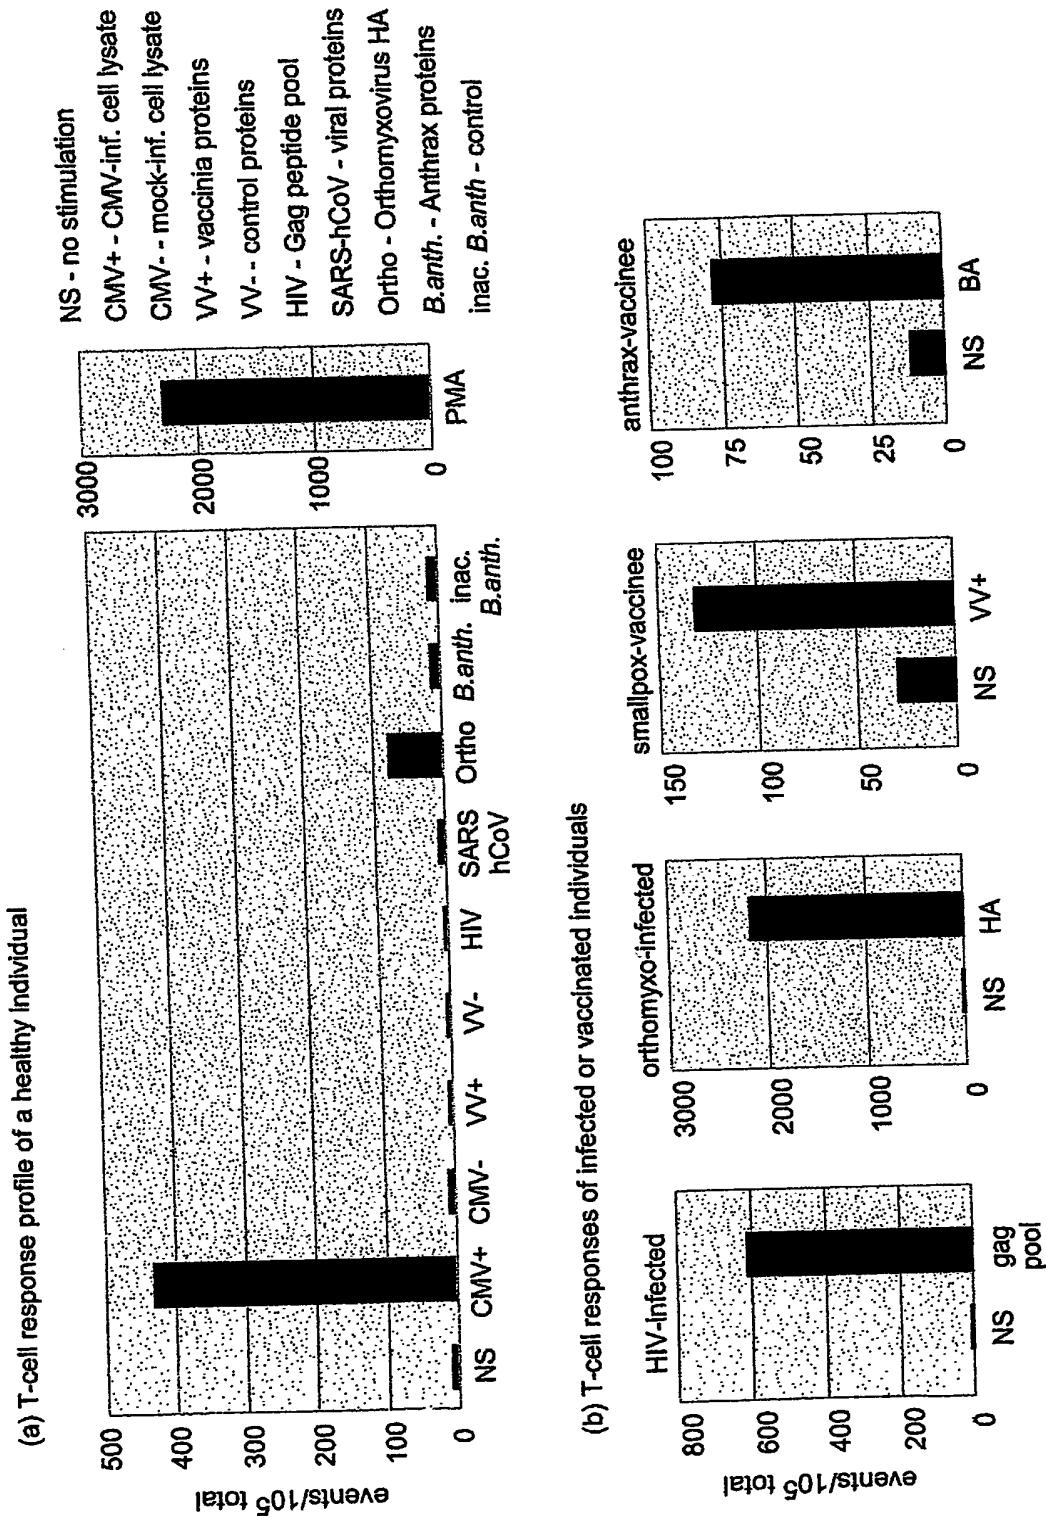 (a) T-cell response profile of a healthy individual
events/10⁵ total
500
400
300
200
100
0
NS
CMV+
CMV-
VV+
VV-
HIV
SARS
hCoV
Ortho
B.anth.
inac.
B.anth.
3000
2000
1000
0
PMA
NS - no stimulation
CMV+ - CMV-inf. cell lysate
CMV- - mock-inf. cell lysate
VV+ - vaccinia proteins
VV- - control proteins
HIV - Gag peptide pool
SARS-hCoV - viral proteins
Ortho - Orthomyxovirus HA
B.anth. - Anthrax proteins
inac. B.anth - control
(b) T-cell responses of infected or vaccinated individuals
events/10⁵ total
HIV-infected
800
600
400
200
0
NS
gag
pool
orthomyxo-infected
3000
2000
1000
0
NS
HA
smallpox-vaccinee
150
100
50
0
NS
VV+
anthrax-vaccinee
100
75
50
25
0
NS
BA